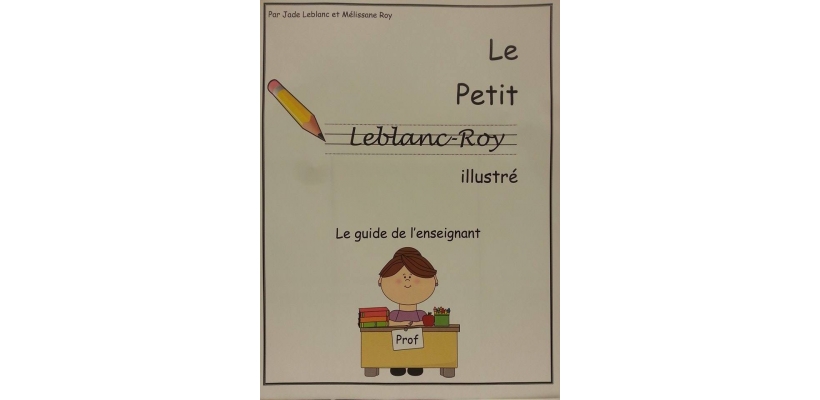 Par Jade Leblanc et Mélissane Roy
Le
Petit
Leblanc-Roy
illustré
Le guide de l'enseignant
Prof